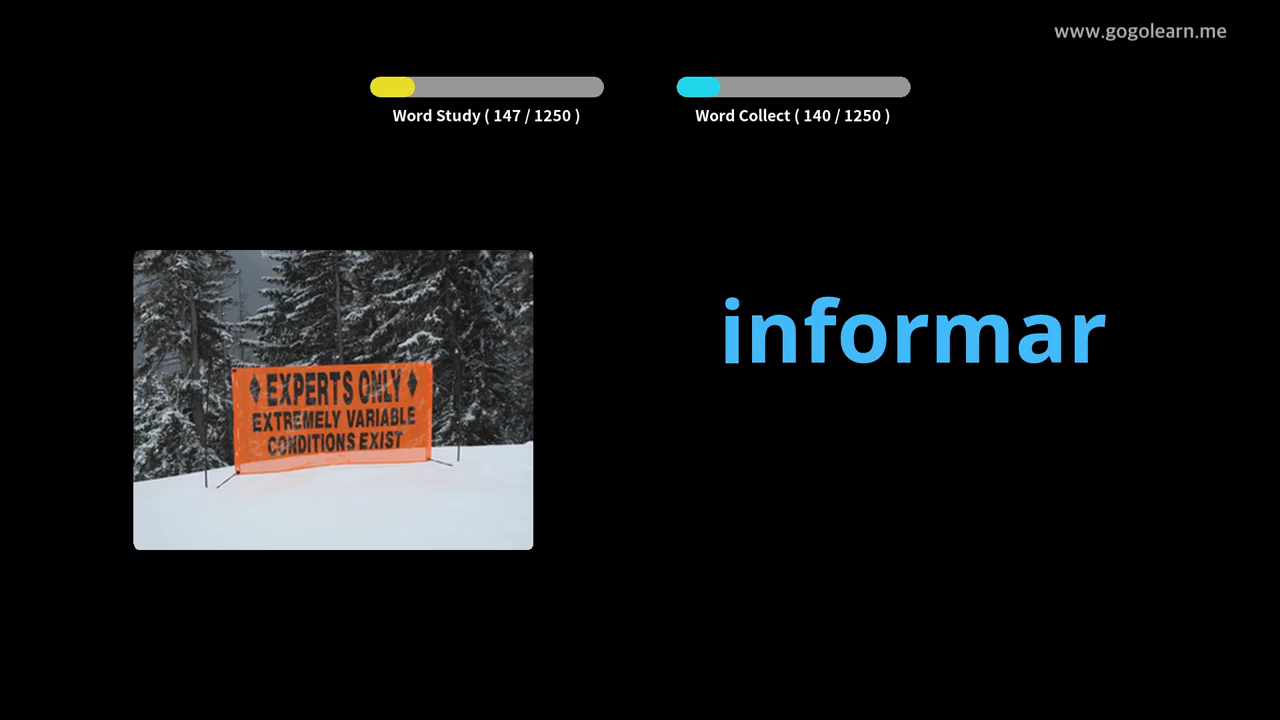 www.gogolearn.me
Word Study ( 147 / 1250 )
Word Collect ( 140 / 1250 )
EXPERTS ONLY
EXTREMELY VARIABLE
CONDITIONS EXIST
informar